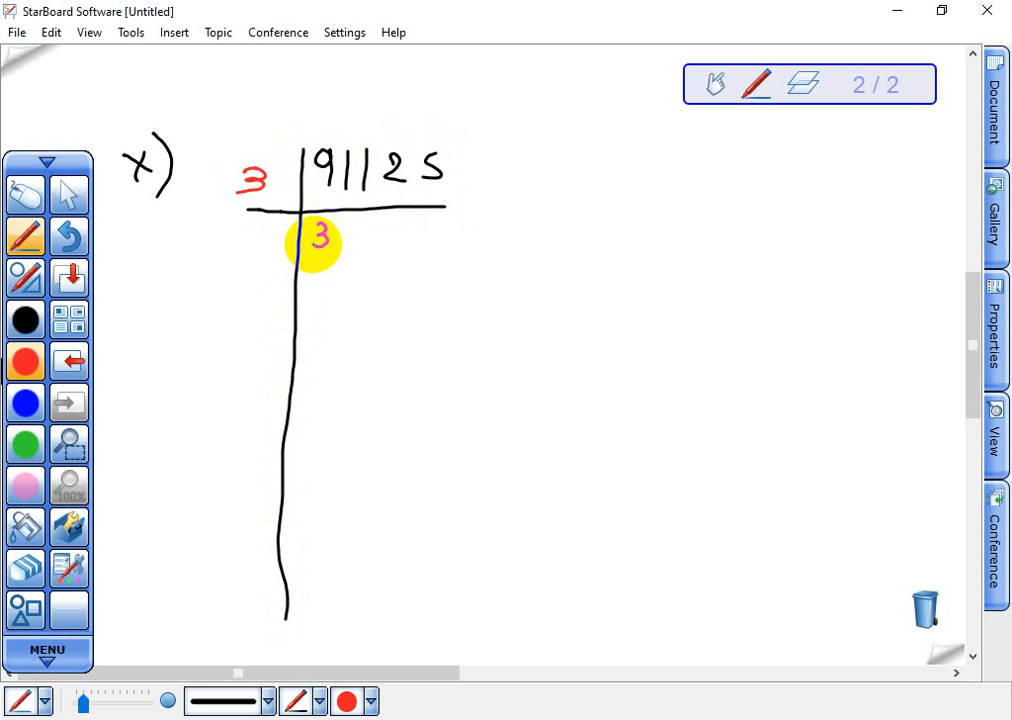 StarBoard Software [Untitled]
File Edit View Tools Insert Topic Conference Settings Help
2 / 2
x) 3 91125
3
Document
Gallery
Properties
View
Conference
100%
MENU